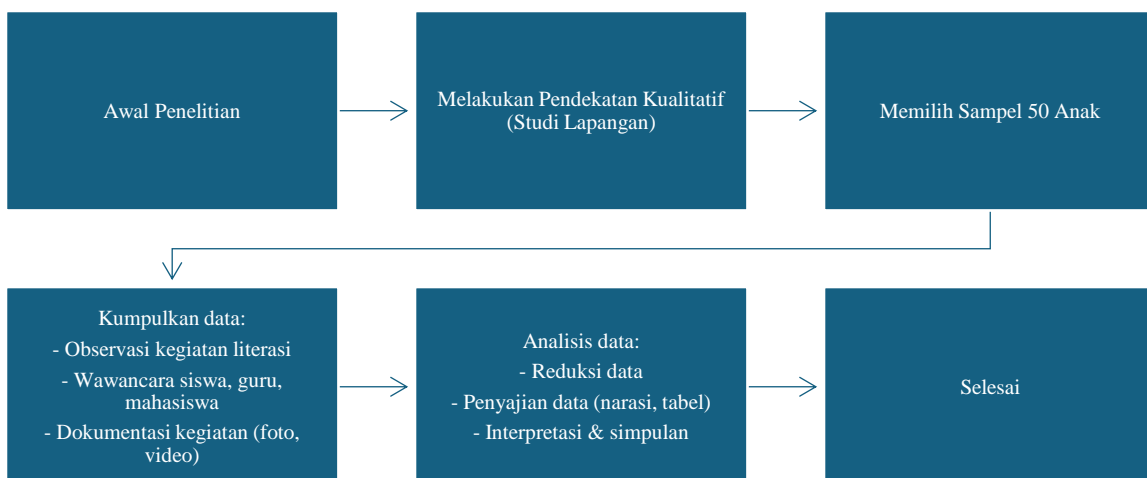 Awal Penelitian
Melakukan Pendekatan Kualitatif
(Studi Lapangan)
Memilih Sampel 50 Anak
Kumpulkan data:
- Observasi kegiatan literasi
- Wawancara siswa, guru,
mahasiswa
- Dokumentasi kegiatan (foto,
video)
Analisis data:
- Reduksi data
- Penyajian data (narasi, tabel)
- Interpretasi & simpulan
Selesai